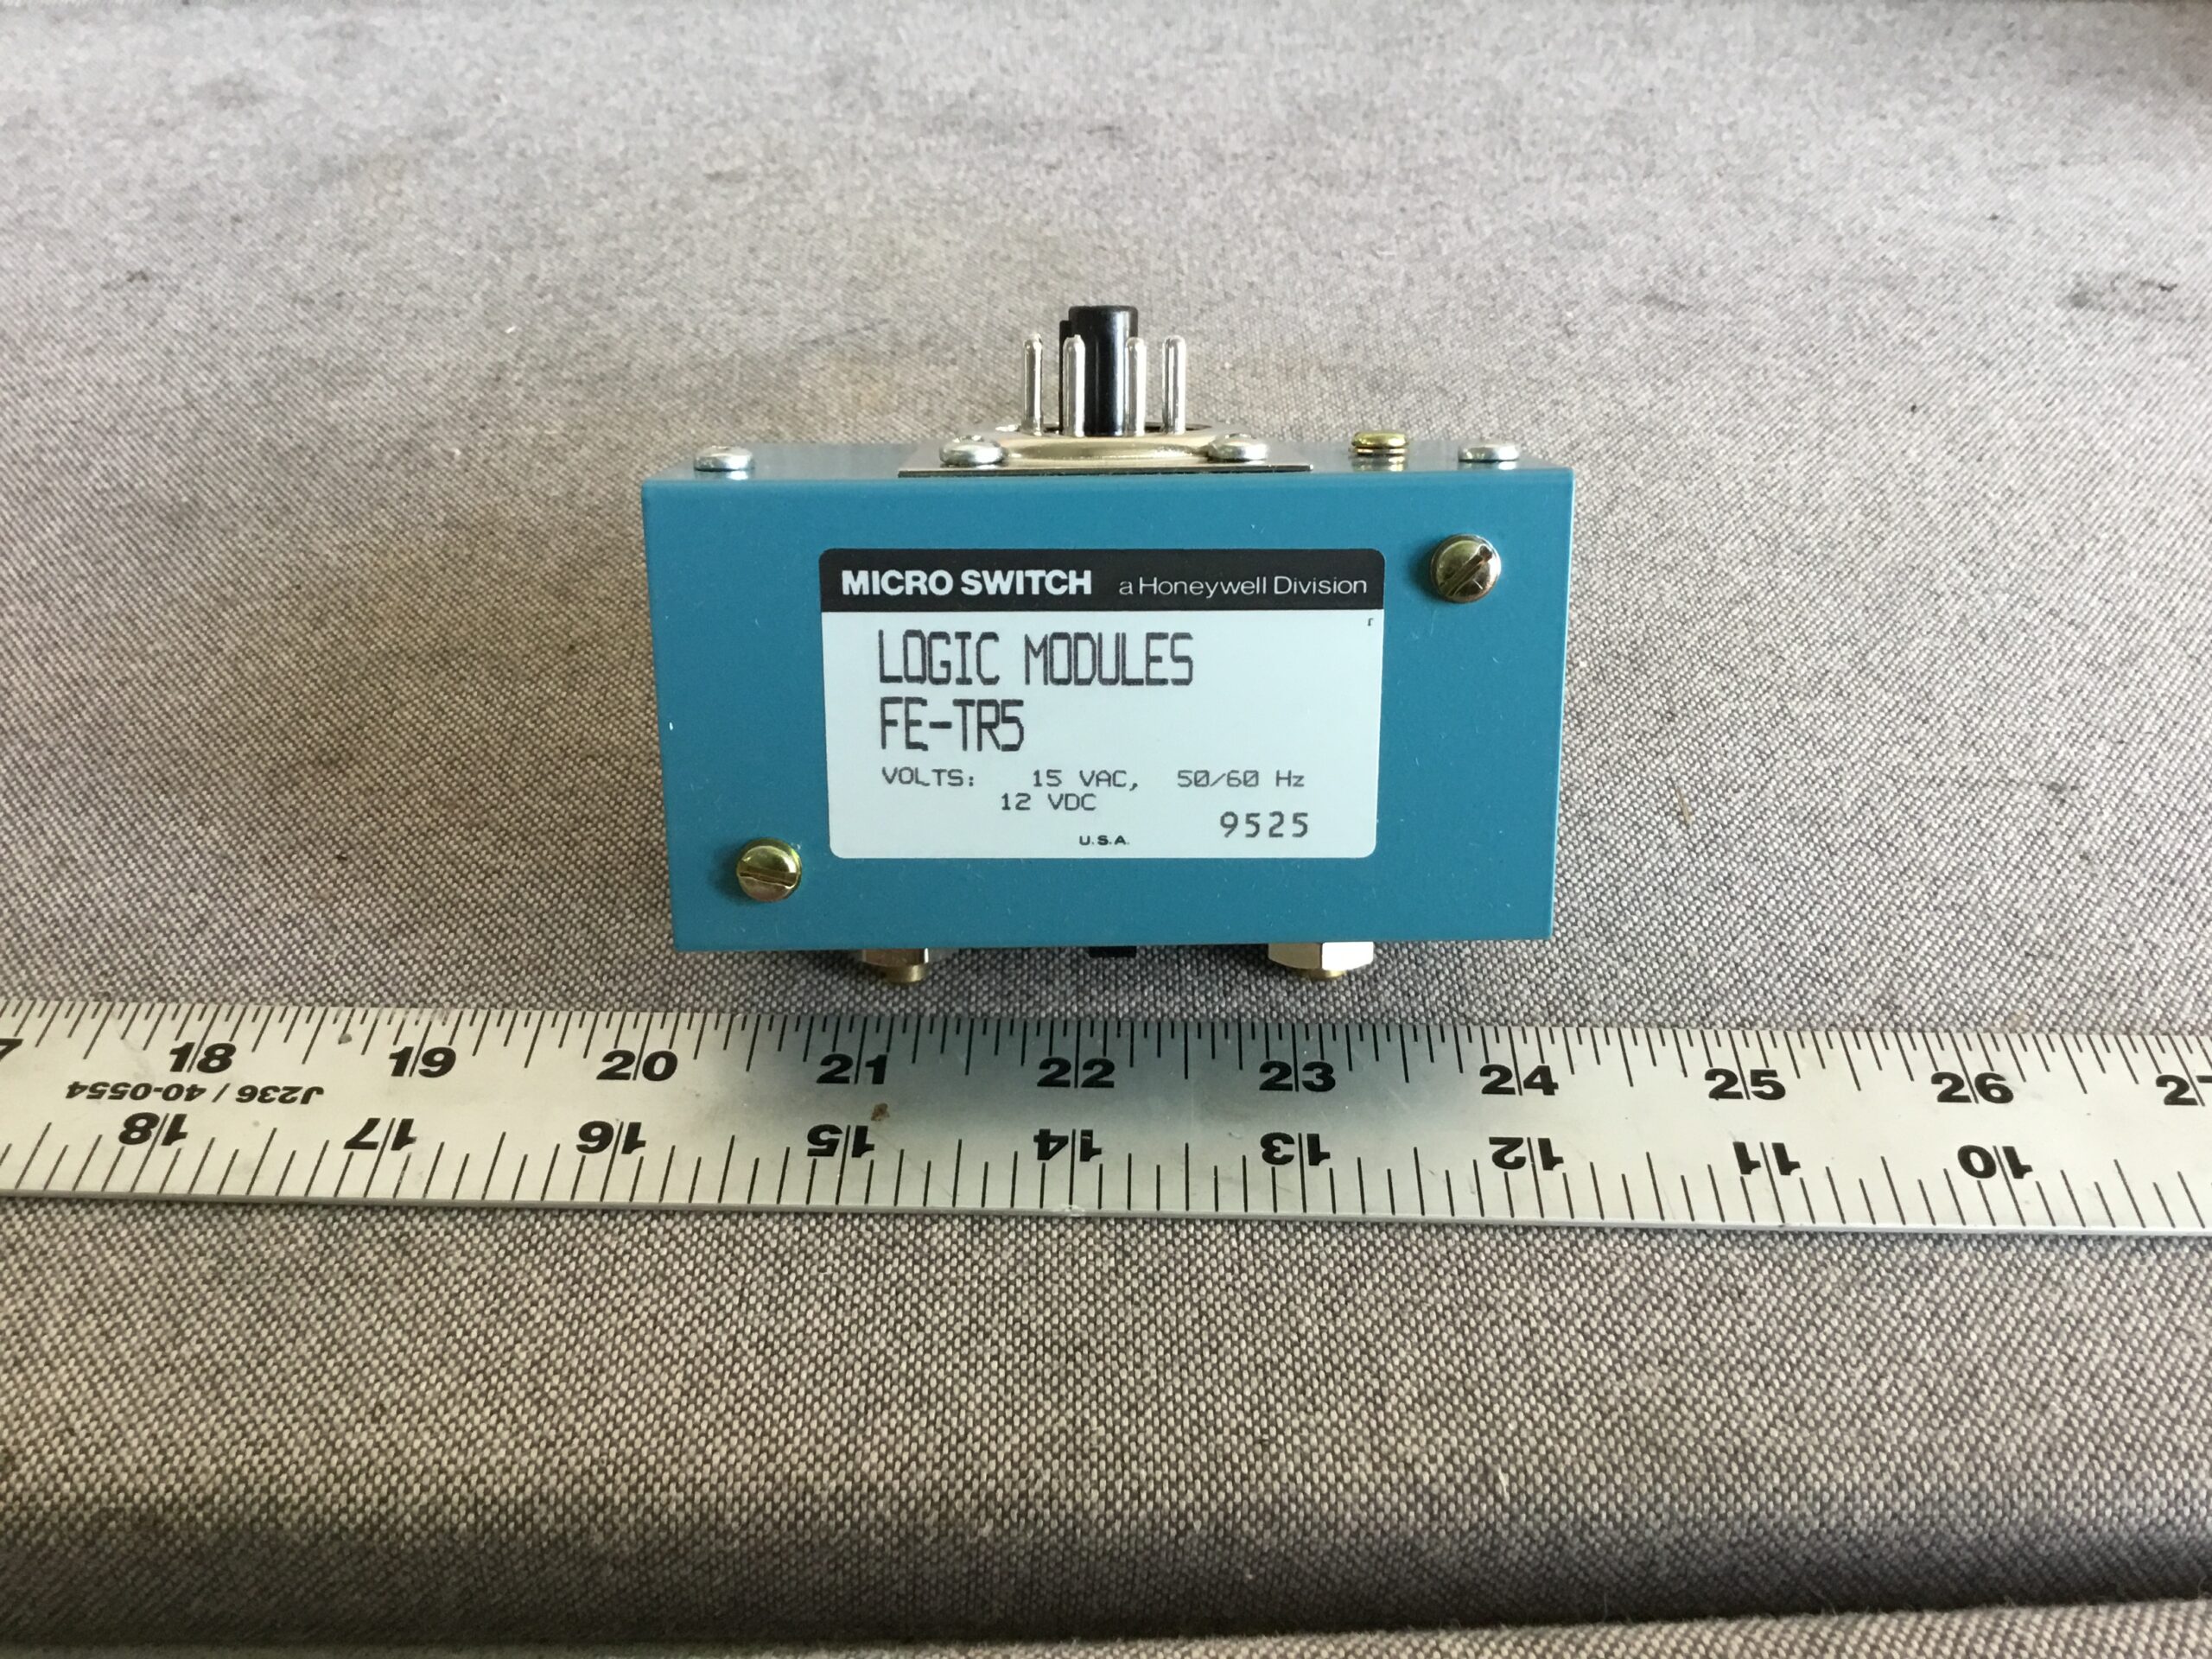 MICRO SWITCH a Honeywell Division
LOGIC MODULES
FE-TR5
VOLTS: 15 VAC, 50/60 Hz
12 VDC
9525
U.S.A.
18 19 20 21 22 23 24 25 26
J236 / 40-0554
18 17 16 15 14 13 12 11 10